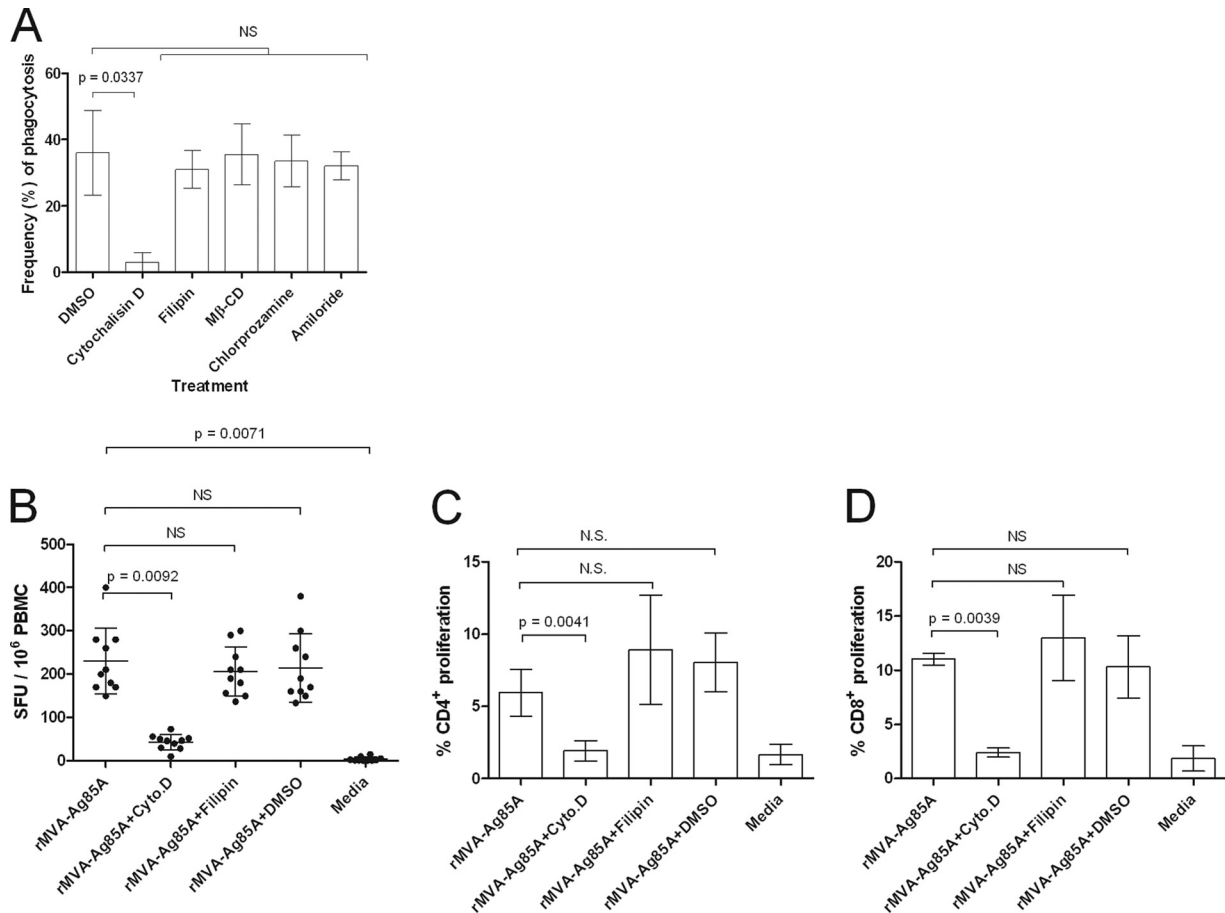 A
NS
p = 0.0337
60
40
20
0
Frequency (%) of phagocytosis
DMSO
Cytochalisin D
Filipin
Mβ-CD
Chlorprozamine
Amiloride
Treatment
B
p = 0.0071
NS
NS
p = 0.0092
500
400
300
200
100
0
SFU / 10⁶ PBMC
rMVA-Ag85A
rMVA-Ag85A+Cyto.D
rMVA-Ag85A+Filipin
rMVA-Ag85A+DMSO
Media
C
N.S.
N.S.
p = 0.0041
15
10
5
0
% CD4⁺ proliferation
rMVA-Ag85A
rMVA-Ag85A+Cyto.D
rMVA-Ag85A+Filipin
rMVA-Ag85A+DMSO
Media
D
NS
NS
p = 0.0039
20
15
10
5
0
% CD8⁺ proliferation
rMVA-Ag85A
rMVA-Ag85A+Cyto.D
rMVA-Ag85A+Filipin
rMVA-Ag85A+DMSO
Media